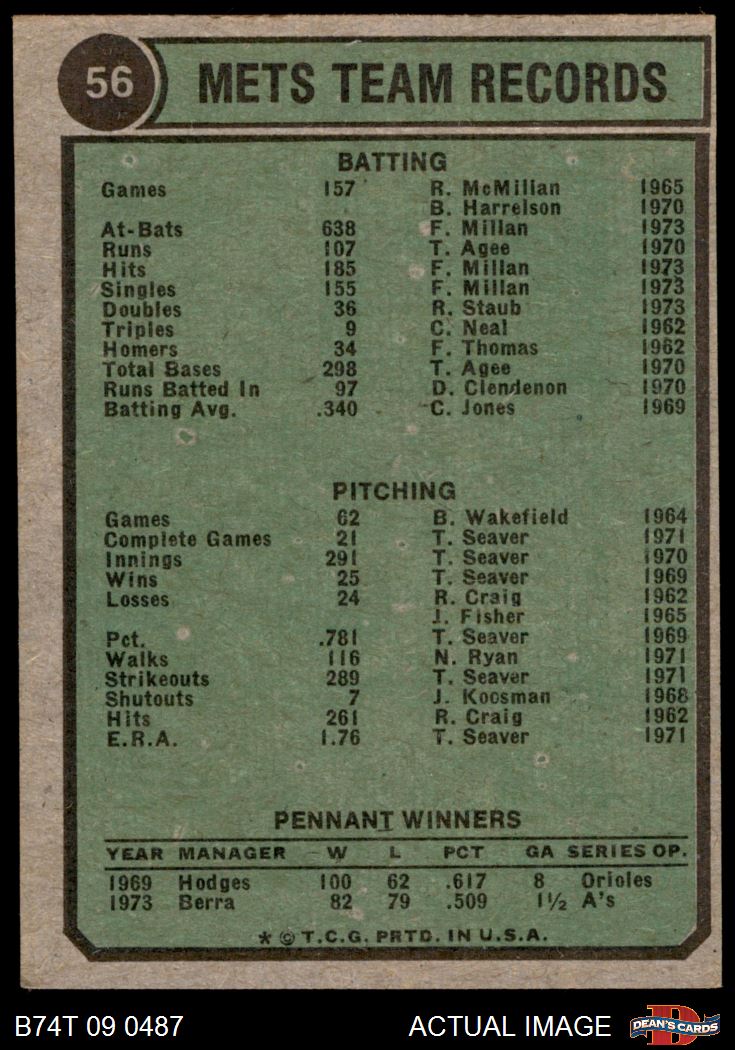 56 METS TEAM RECORDS
BATTING
Games 157 R. McMillan 1965
B. Harrelson 1970
At-Bats 638 F. Millan 1973
Runs 107 T. Agee 1970
Hits 185 F. Millan 1973
Singles 155 F. Millan 1973
Doubles 36 R. Staub 1973
Triples 9 C. Neal 1962
Homers 34 F. Thomas 1962
Total Bases 298 T. Agee 1970
Runs Batted In 97 D. Clendenon 1970
Batting Avg. .340 C. Jones 1969
PITCHING
Games 62 B. Wakefield 1964
Complete Games 21 T. Seaver 1971
Innings 291 T. Seaver 1970
Wins 25 T. Seaver 1969
Losses 24 R. Craig 1962
J. Fisher 1965
Pct. .781 T. Seaver 1969
Walks 116 N. Ryan 1971
Strikeouts 289 T. Seaver 1971
Shutouts 7 J. Koosman 1968
Hits 261 R. Craig 1962
E.R.A. 1.76 T. Seaver 1971
PENNANT WINNERS
YEAR MANAGER W L PCT GA SERIES OP.
1969 Hodges 100 62 .617 8 Orioles
1973 Berra 82 79 .509 1½ A's
* © T.C.G. PRTD. IN U.S.A.
B74T 09 0487 ACTUAL IMAGE D DEAN'S CARDS